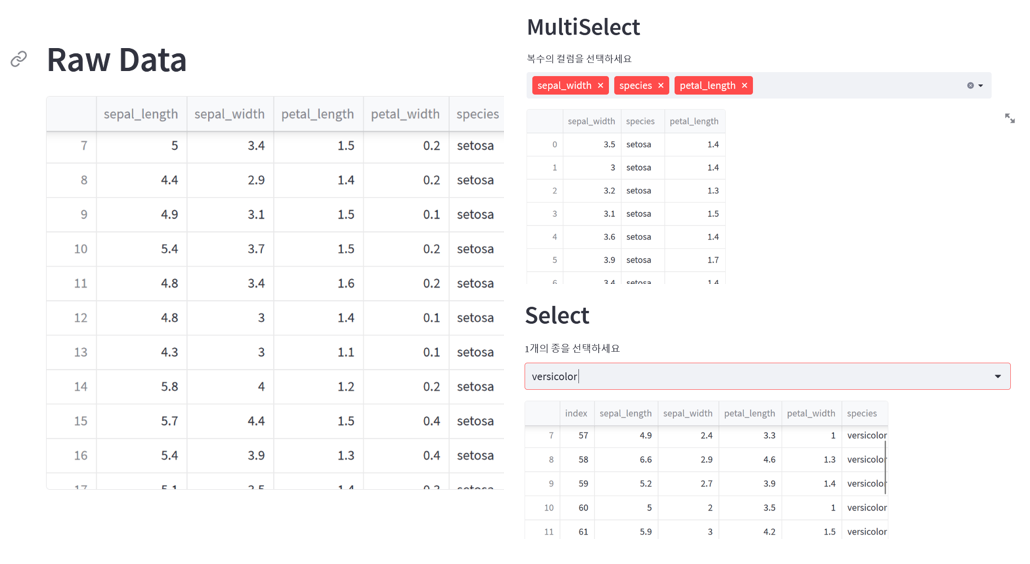 Raw Data
sepal_length sepal_width petal_length petal_width species
7 5 3.4 1.5 0.2 setosa
8 4.4 2.9 1.4 0.2 setosa
9 4.9 3.1 1.5 0.1 setosa
10 5.4 3.7 1.5 0.2 setosa
11 4.8 3.4 1.6 0.2 setosa
12 4.8 3 1.4 0.1 setosa
13 4.3 3 1.1 0.1 setosa
14 5.8 4 1.2 0.2 setosa
15 5.7 4.4 1.5 0.4 setosa
16 5.4 3.9 1.3 0.4 setosa
MultiSelect
복수의 컬럼을 선택하세요
sepal_width × species × petal_length ×
sepal_width species petal_length
0 3.5 setosa 1.4
1 3 setosa 1.4
2 3.2 setosa 1.3
3 3.1 setosa 1.5
4 3.6 setosa 1.4
5 3.9 setosa 1.7
Select
1개의 종을 선택하세요
versicolor
index sepal_length sepal_width petal_length petal_width species
7 57 4.9 2.4 3.3 1 versicolor
8 58 6.6 2.9 4.6 1.3 versicolor
9 59 5.2 2.7 3.9 1.4 versicolor
10 60 5 2 3.5 1 versicolor
11 61 5.9 3 4.2 1.5 versicolor